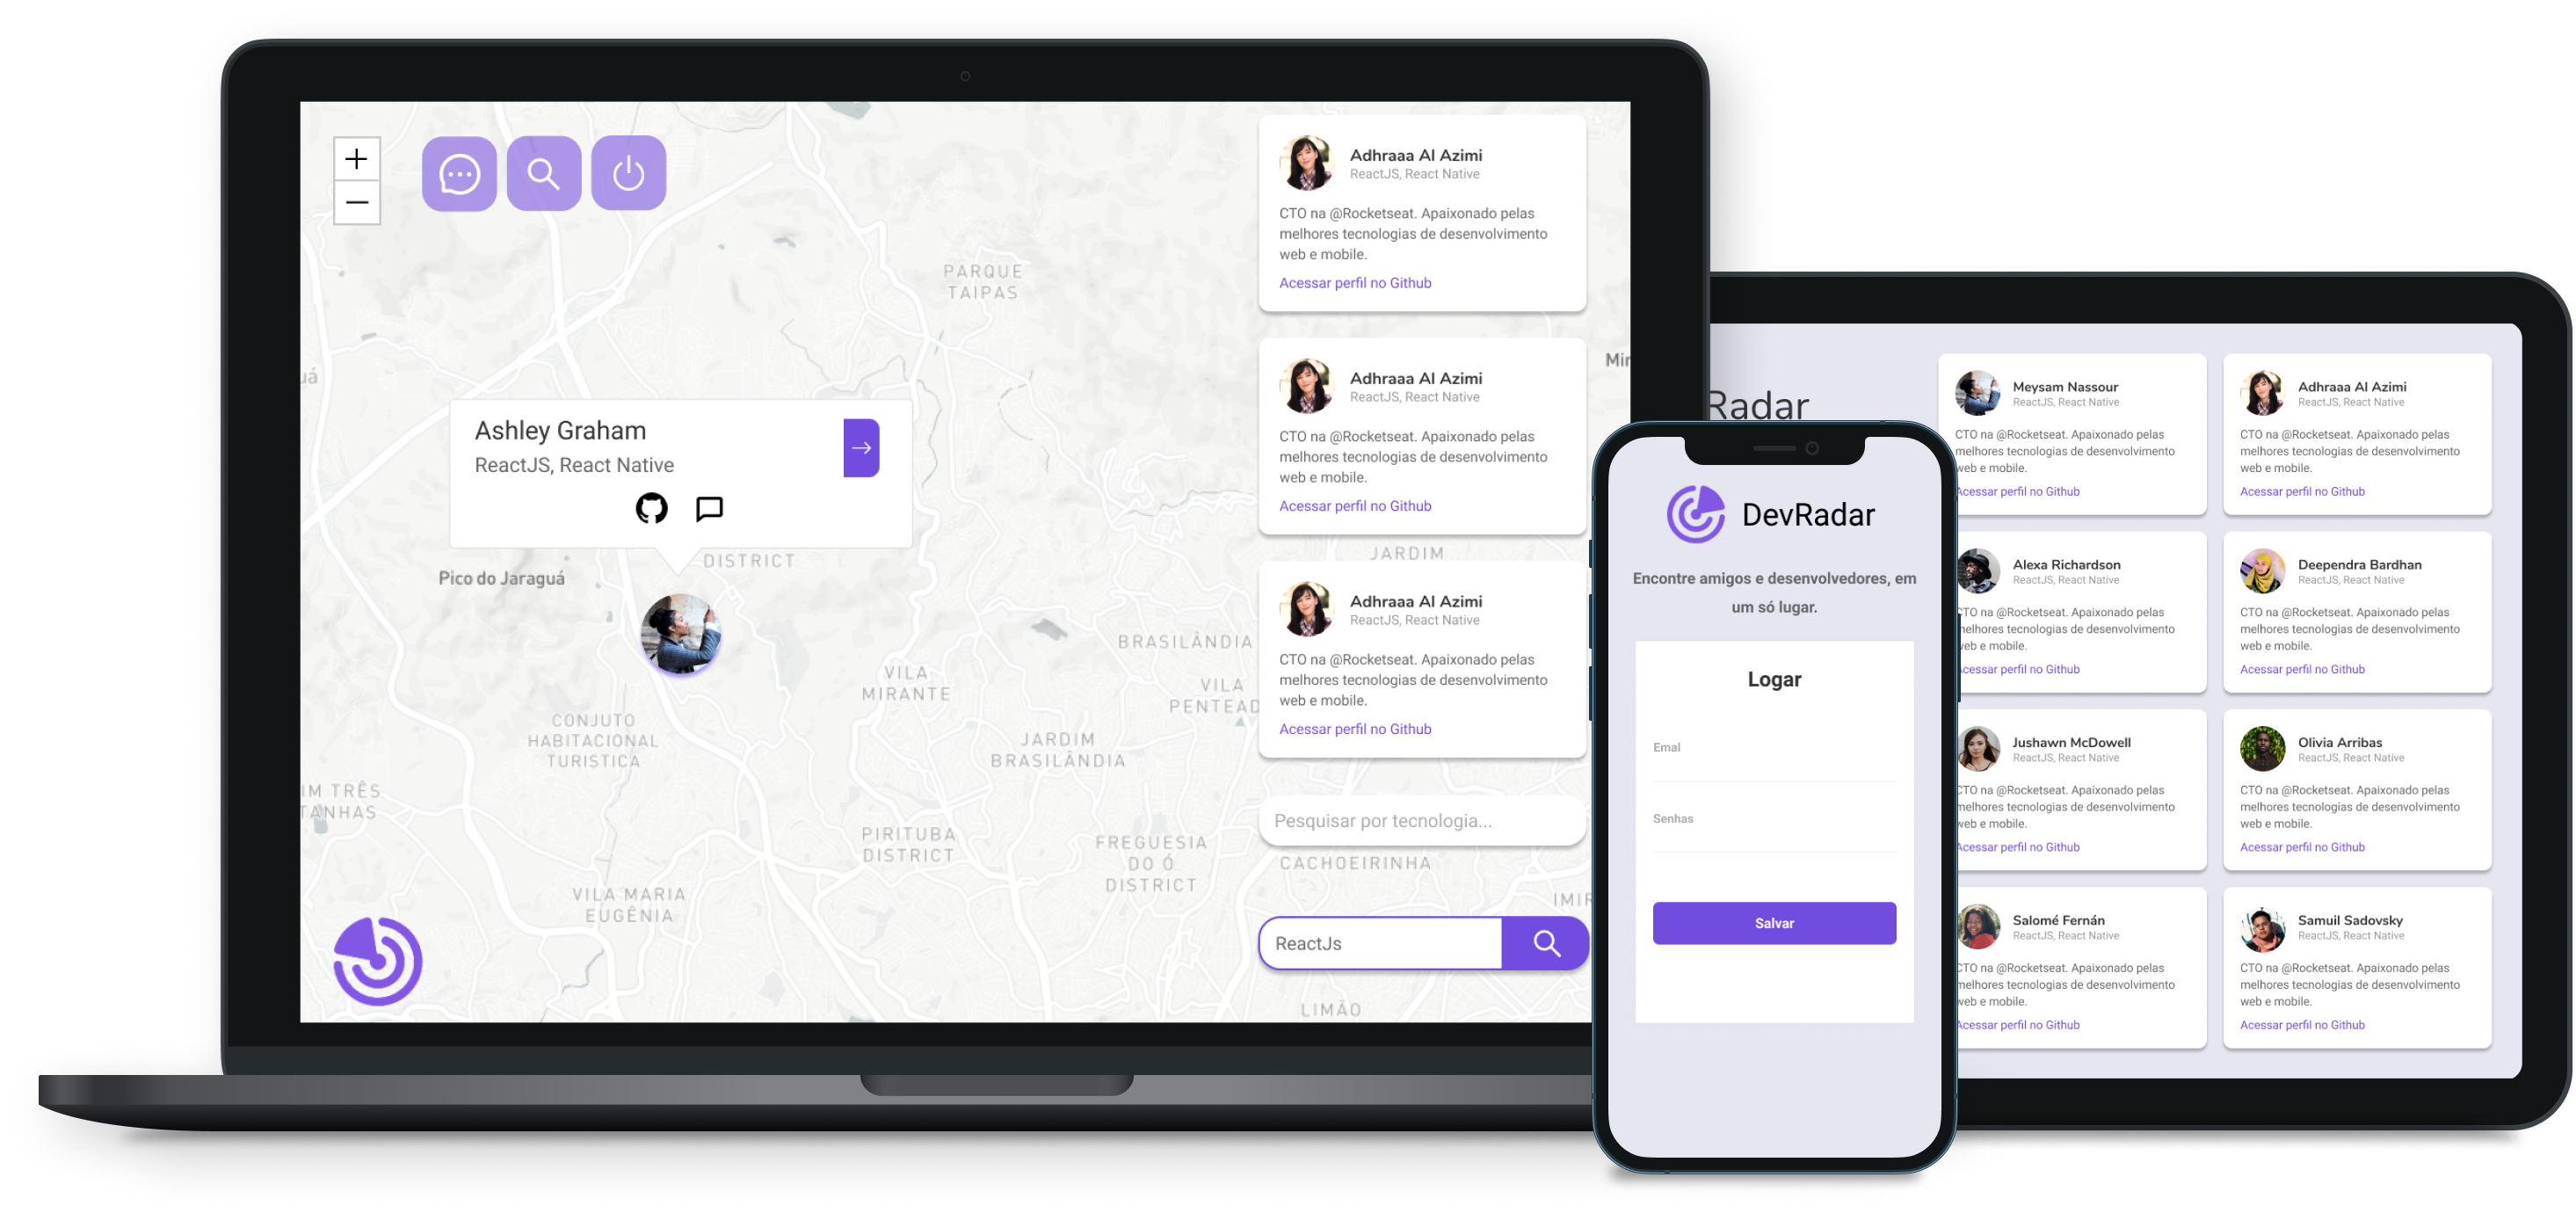 PARQUE
TAIPAS
Ashley Graham
ReactJS, React Native
DISTRICT
Pico do Jaraguá
VILA
MIRANTE
BRASILÂNDIA
VILA
PENTEAD
JARDIM
CONJUTO
HABITACIONAL
TURISTICA
JARDIM
BRASILÂNDIA
IM TRÊS
TANHAS
PIRITUBA
DISTRICT
FREGUESIA
DO Ó
DISTRICT
CACHOEIRINHA
VILA MARIA
EUGÊNIA
IMIR
LIMÃO
uá
Mir
Adhraaa Al Azimi
ReactJS, React Native
CTO na @Rocketseat. Apaixonado pelas
melhores tecnologias de desenvolvimento
web e mobile.
Acessar perfil no Github
Adhraaa Al Azimi
ReactJS, React Native
CTO na @Rocketseat. Apaixonado pelas
melhores tecnologias de desenvolvimento
web e mobile.
Acessar perfil no Github
Adhraaa Al Azimi
ReactJS, React Native
CTO na @Rocketseat. Apaixonado pelas
melhores tecnologias de desenvolvimento
web e mobile.
Acessar perfil no Github
Pesquisar por tecnologia...
ReactJs
DevRadar
Encontre amigos e desenvolvedores, em
um só lugar.
Logar
Emal
Senhas
Salvar
Radar
Meysam Nassour
ReactJS, React Native
CTO na @Rocketseat. Apaixonado pelas
melhores tecnologias de desenvolvimento
web e mobile.
Acessar perfil no Github
Adhraaa Al Azimi
ReactJS, React Native
CTO na @Rocketseat. Apaixonado pelas
melhores tecnologias de desenvolvimento
web e mobile.
Acessar perfil no Github
Alexa Richardson
ReactJS, React Native
CTO na @Rocketseat. Apaixonado pelas
melhores tecnologias de desenvolvimento
web e mobile.
Acessar perfil no Github
Deependra Bardhan
ReactJS, React Native
CTO na @Rocketseat. Apaixonado pelas
melhores tecnologias de desenvolvimento
web e mobile.
Acessar perfil no Github
Jushawn McDowell
ReactJS, React Native
CTO na @Rocketseat. Apaixonado pelas
melhores tecnologias de desenvolvimento
web e mobile.
Acessar perfil no Github
Olivia Arribas
ReactJS, React Native
CTO na @Rocketseat. Apaixonado pelas
melhores tecnologias de desenvolvimento
web e mobile.
Acessar perfil no Github
Salomé Fernán
ReactJS, React Native
CTO na @Rocketseat. Apaixonado pelas
melhores tecnologias de desenvolvimento
web e mobile.
Acessar perfil no Github
Samuil Sadovsky
ReactJS, React Native
CTO na @Rocketseat. Apaixonado pelas
melhores tecnologias de desenvolvimento
web e mobile.
Acessar perfil no Github